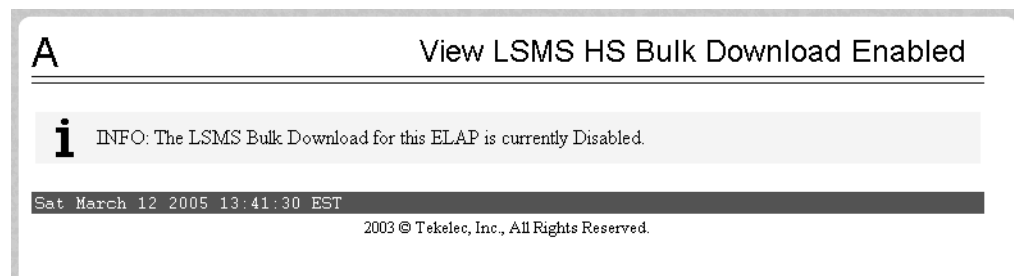 A
View LSMS HS Bulk Download Enabled
i INFO: The LSMS Bulk Download for this ELAP is currently Disabled.
Sat March 12 2005 13:41:30 EST
2003 © Tekelec, Inc., All Rights Reserved.